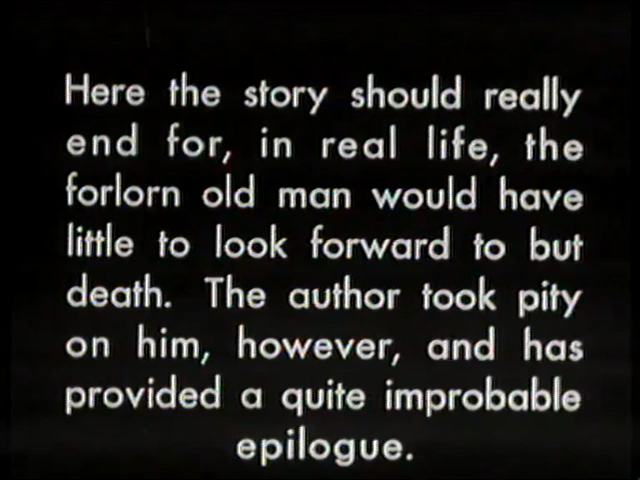 Here the story should really
end for, in real life, the
forlorn old man would have
little to look forward to but
death. The author took pity
on him, however, and has
provided a quite improbable
epilogue.